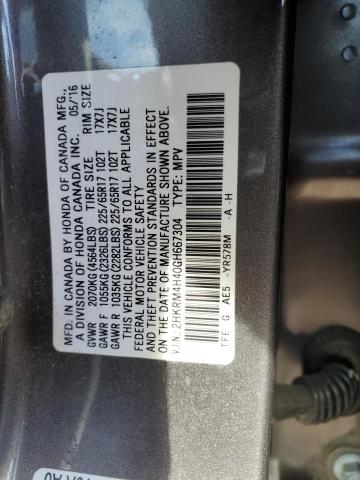 MFD. IN CANADA BY HONDA OF CANADA MFG.,
A DIVISION OF HONDA CANADA INC. 05/16
TIRE SIZE RIM SIZE
GVWR 2070KG(4564LBS)
GAWR F 1055KG(2326LBS) 225/65R17 102T 17X7J
GAWR R 1035KG(2282LBS) 225/65R17 102T 17X7J
THIS VEHICLE CONFORMS TO ALL APPLICABLE
FEDERAL MOTOR VEHICLE SAFETY
AND THEFT PREVENTION STANDARDS IN EFFECT
ON THE DATE OF MANUFACTURE SHOWN ABOVE.
V.I.N.: 2HKRM4H40GH667304 TYPE: MPV
FFE G AE5 -YR578M -A -H